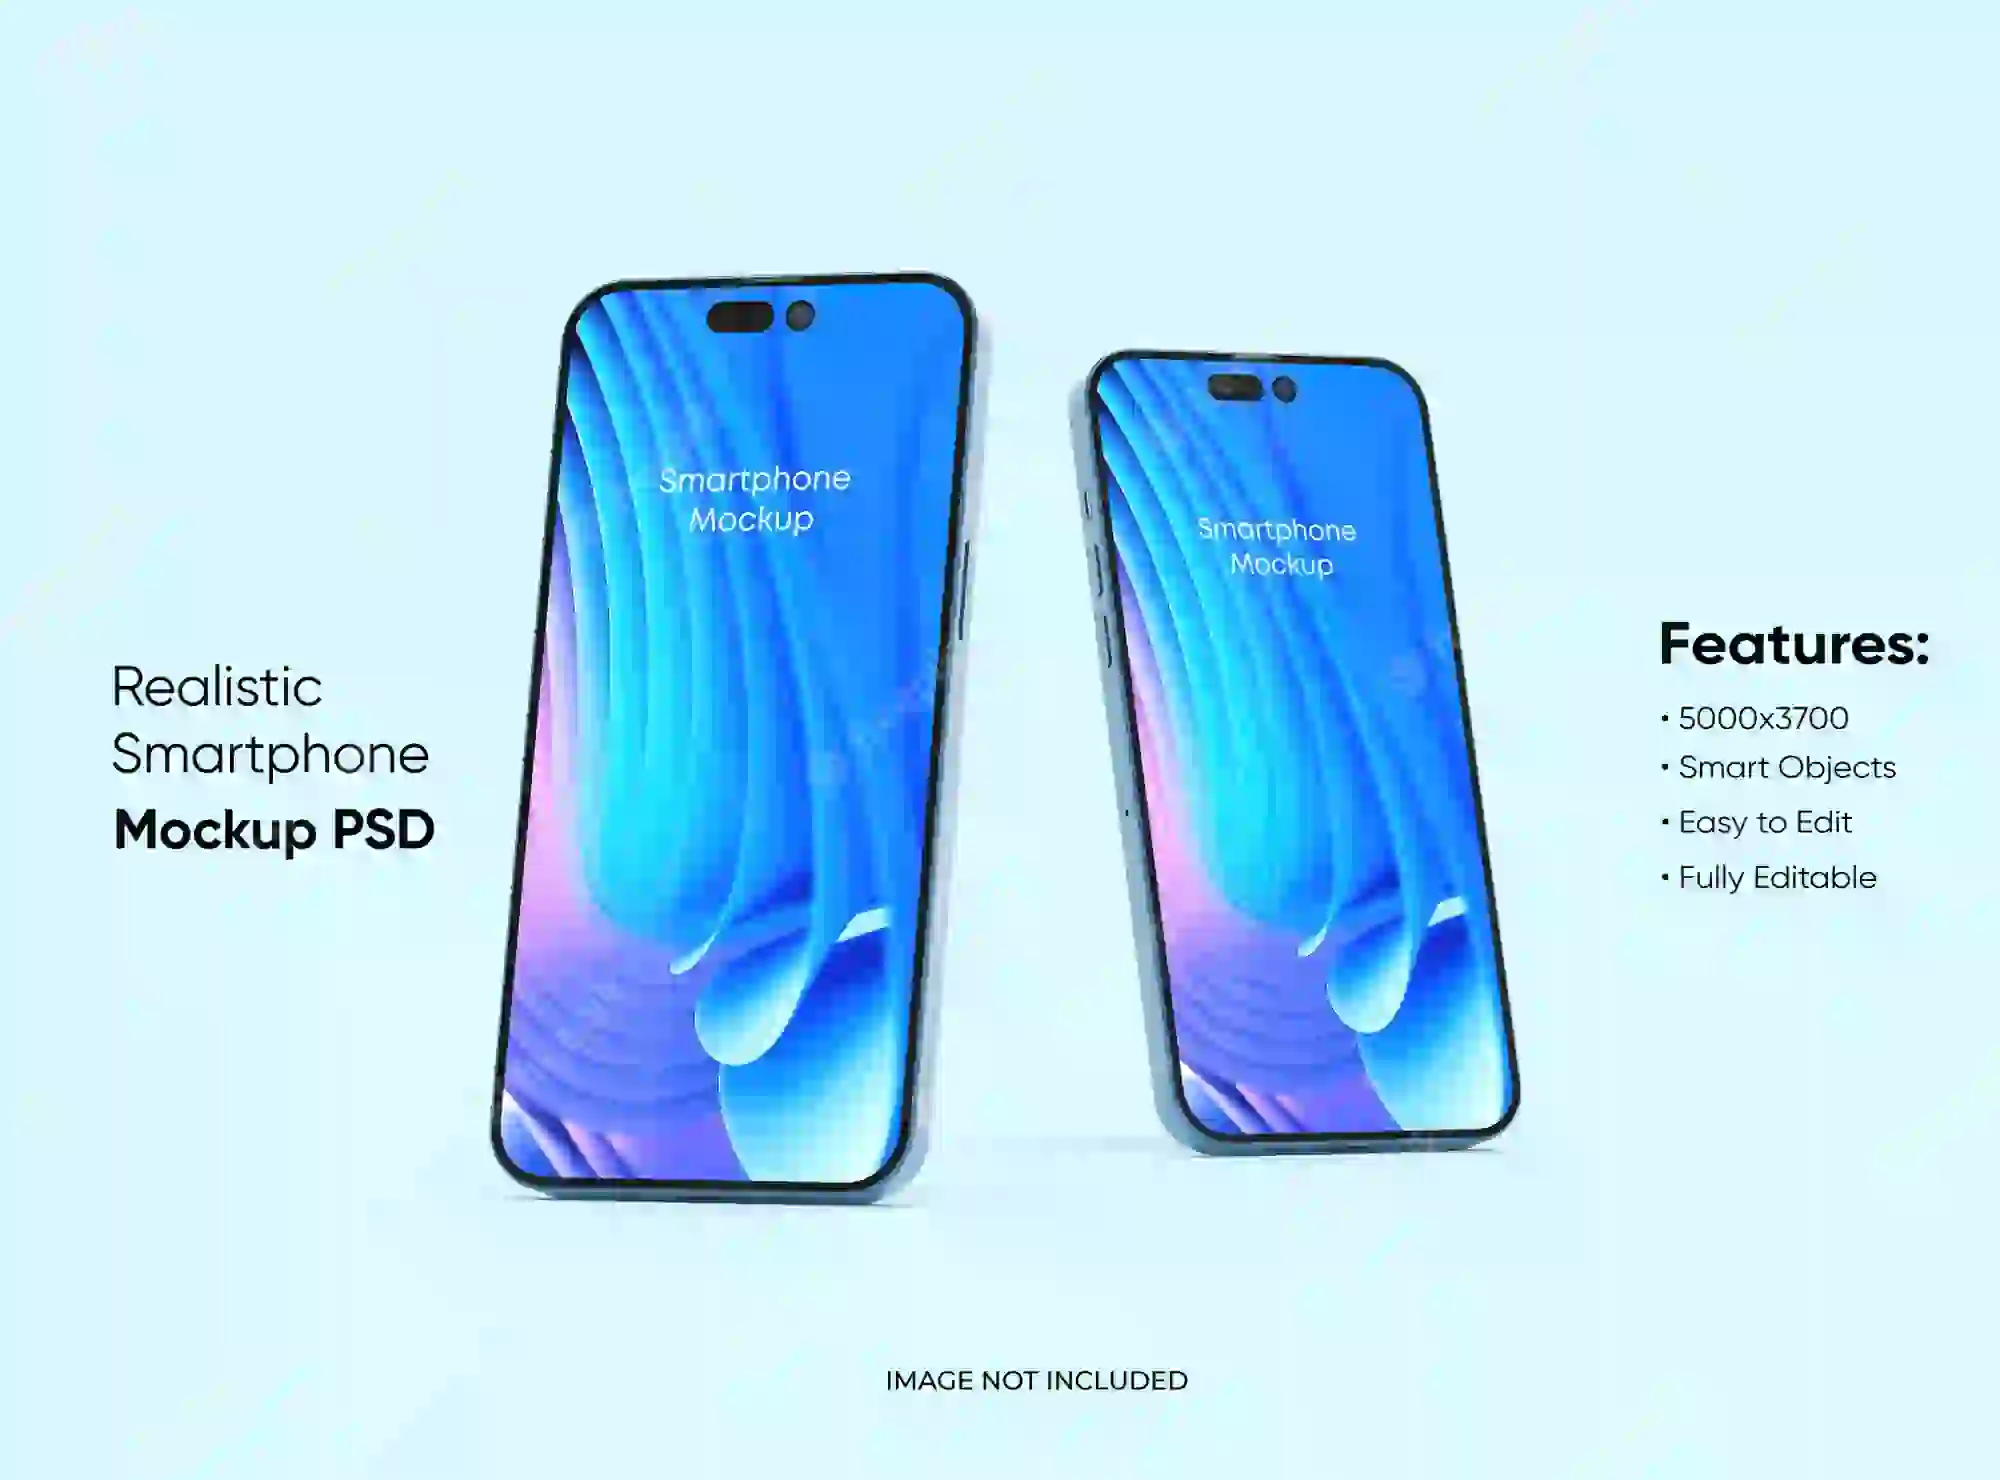 Realistic
Smartphone
Mockup PSD
Smartphone
Mockup
Smartphone
Mockup
Features:
• 5000x3700
• Smart Objects
• Easy to Edit
• Fully Editable
IMAGE NOT INCLUDED